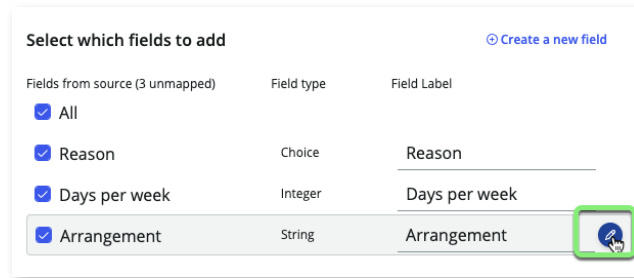 Select which fields to add
Create a new field
Fields from source (3 unmapped) Field type Field Label
All
Reason Choice Reason
Days per week Integer Days per week
Arrangement String Arrangement